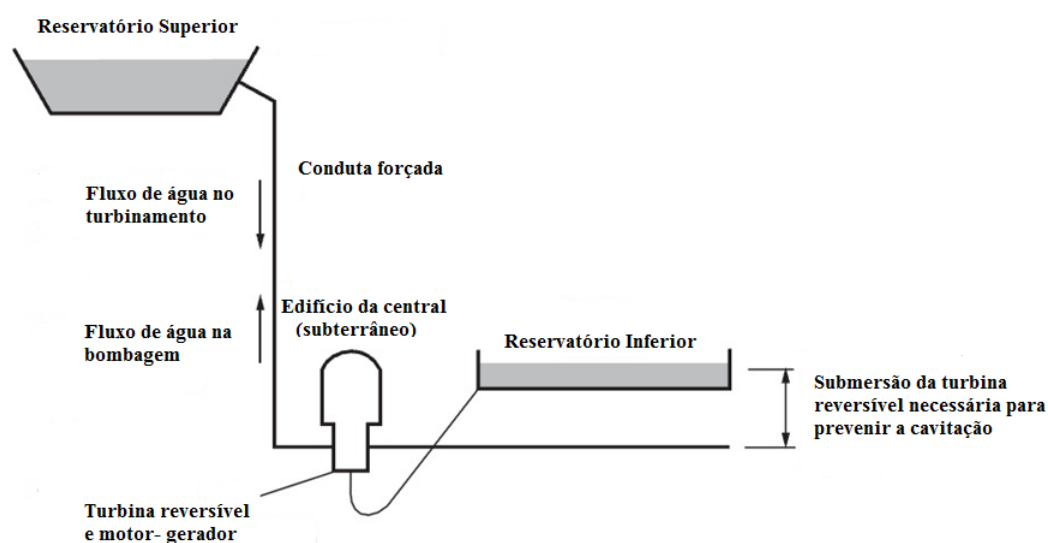 Reservatório Superior
Conduta forçada
Fluxo de água no
turbinamento
Edifício da central
(subterrâneo)
Fluxo de água na
bombagem
Reservatório Inferior
Submersão da turbina
reversível necessária para
prevenir a cavitação
Turbina reversível
e motor- gerador